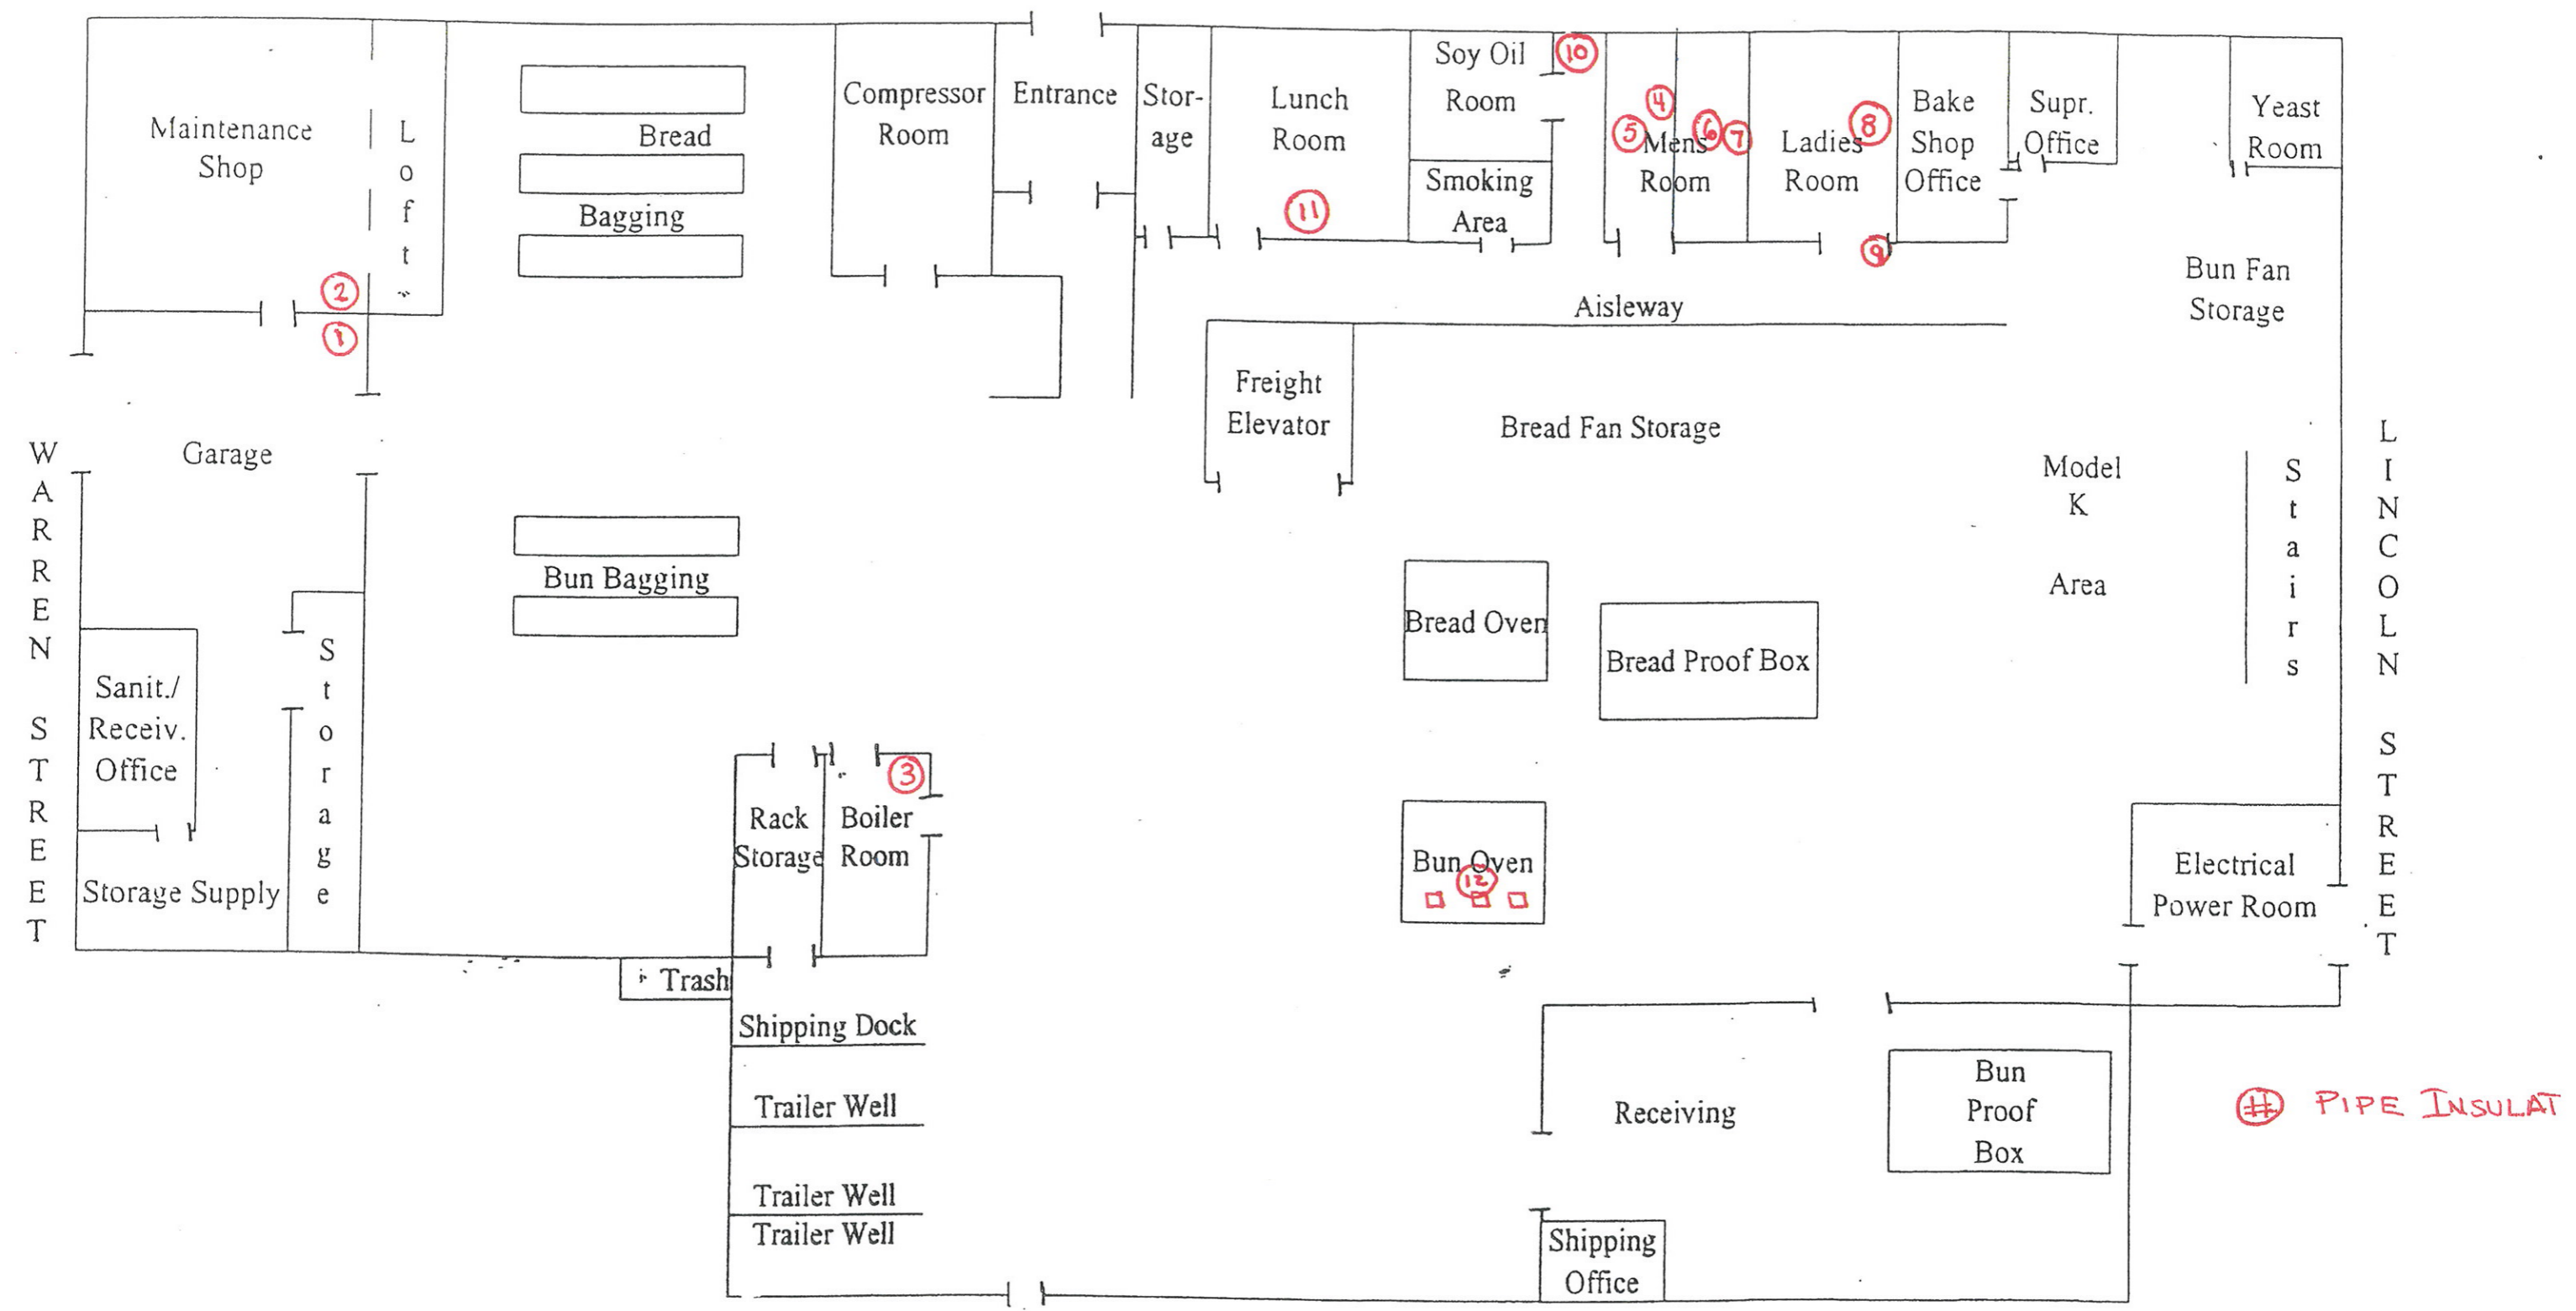 Maintenance
Shop
Loft
2
1
Bread
Bagging
Compressor
Room
Entrance
Stor-
age
Lunch
Room
11
Soy Oil
Room
10
Smoking
Area
4
5
6
7
Mens
Room
Ladies
Room
8
9
Bake
Shop
Office
Supr.
Office
Yeast
Room
Bun Fan
Storage
Aisleway
Freight
Elevator
Bread Fan Storage
Model
K
Area
Stairs
WARREN STREET
LINCOLN STREET
Garage
Bun Bagging
Sanit./
Receiv.
Office
Storage
Storage Supply
Bread Oven
Bread Proof Box
Rack
Storage
3
Boiler
Room
Bun Oven
12
Electrical
Power Room
Trash
Shipping Dock
Trailer Well
Trailer Well
Trailer Well
Receiving
Bun
Proof
Box
Shipping
Office
# PIPE INSULAT